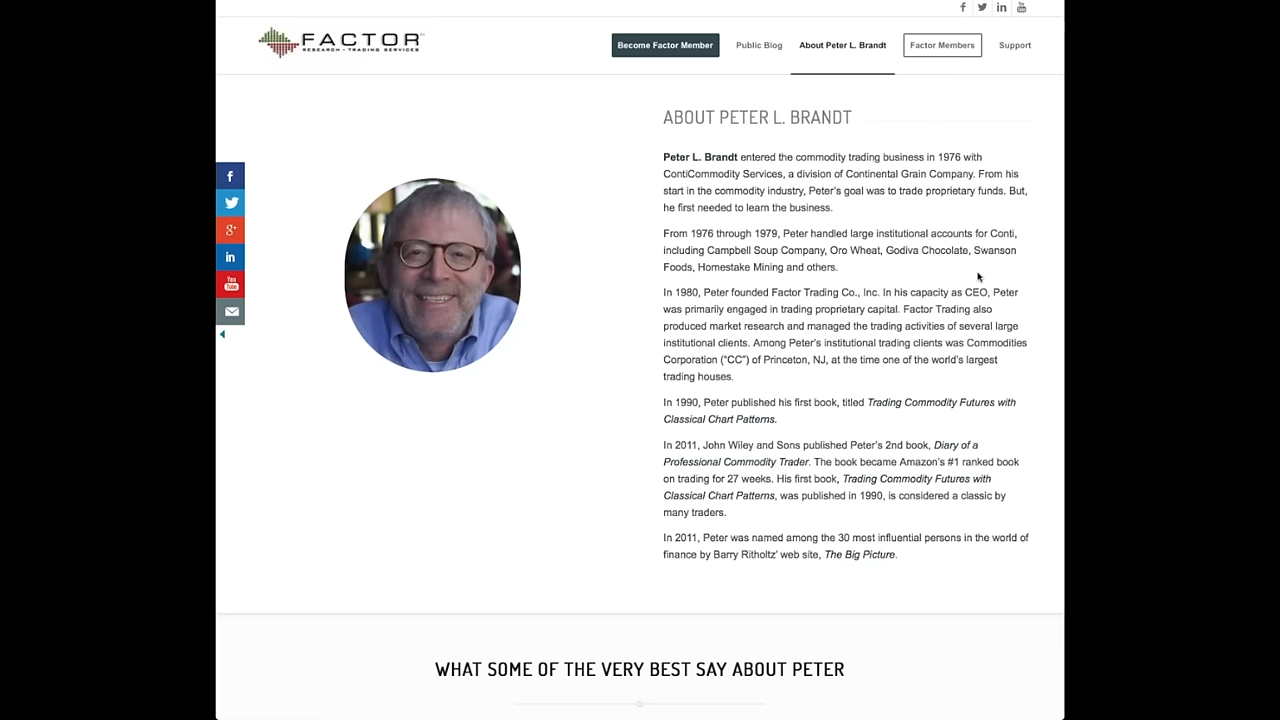 FACTOR
RESEARCH • TRADING SERVICES
Become Factor Member
Public Blog
About Peter L. Brandt
Factor Members
Support
ABOUT PETER L. BRANDT
Peter L. Brandt entered the commodity trading business in 1976 with
ContiCommodity Services, a division of Continental Grain Company. From his
start in the commodity industry, Peter's goal was to trade proprietary funds. But,
he first needed to learn the business.
From 1976 through 1979, Peter handled large institutional accounts for Conti,
including Campbell Soup Company, Oro Wheat, Godiva Chocolate, Swanson
Foods, Homestake Mining and others.
In 1980, Peter founded Factor Trading Co., Inc. In his capacity as CEO, Peter
was primarily engaged in trading proprietary capital. Factor Trading also
produced market research and managed the trading activities of several large
institutional clients. Among Peter's institutional trading clients was Commodities
Corporation ("CC") of Princeton, NJ, at the time one of the world's largest
trading houses.
In 1990, Peter published his first book, titled Trading Commodity Futures with
Classical Chart Patterns.
In 2011, John Wiley and Sons published Peter's 2nd book, Diary of a
Professional Commodity Trader. The book became Amazon's #1 ranked book
on trading for 27 weeks. His first book, Trading Commodity Futures with
Classical Chart Patterns, was published in 1990, is considered a classic by
many traders.
In 2011, Peter was named among the 30 most influential persons in the world of
finance by Barry Ritholtz' web site, The Big Picture.
WHAT SOME OF THE VERY BEST SAY ABOUT PETER